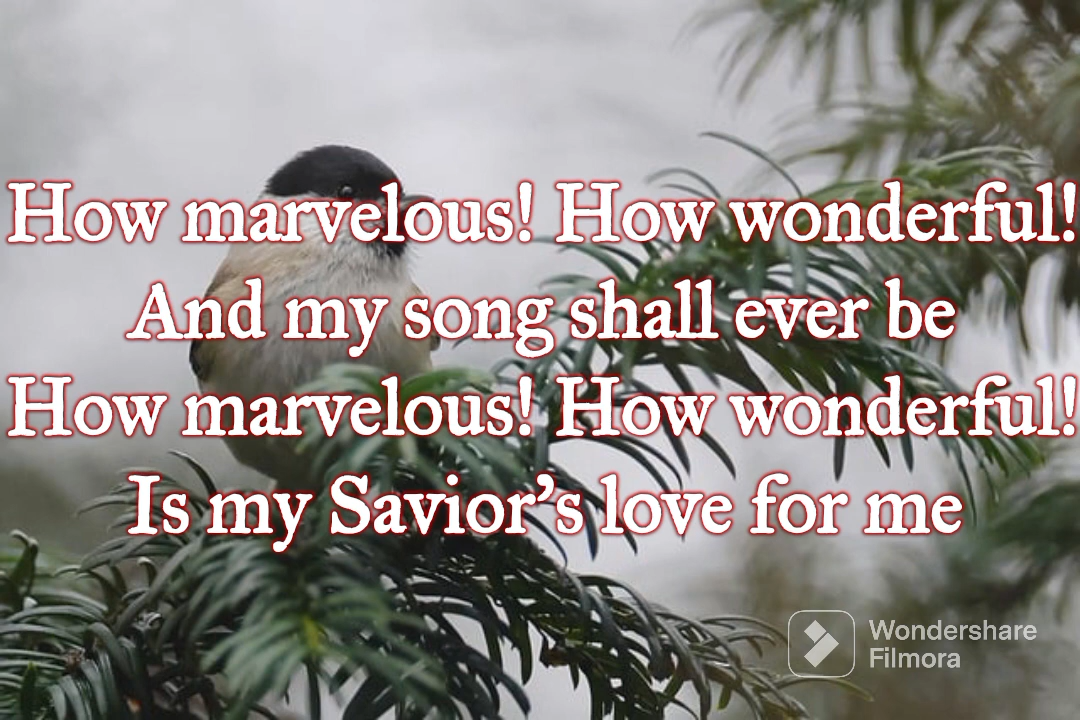 How marvelous! How wonderful!
And my song shall ever be
How marvelous! How wonderful!
Is my Savior’s love for me
Wondershare
Filmora